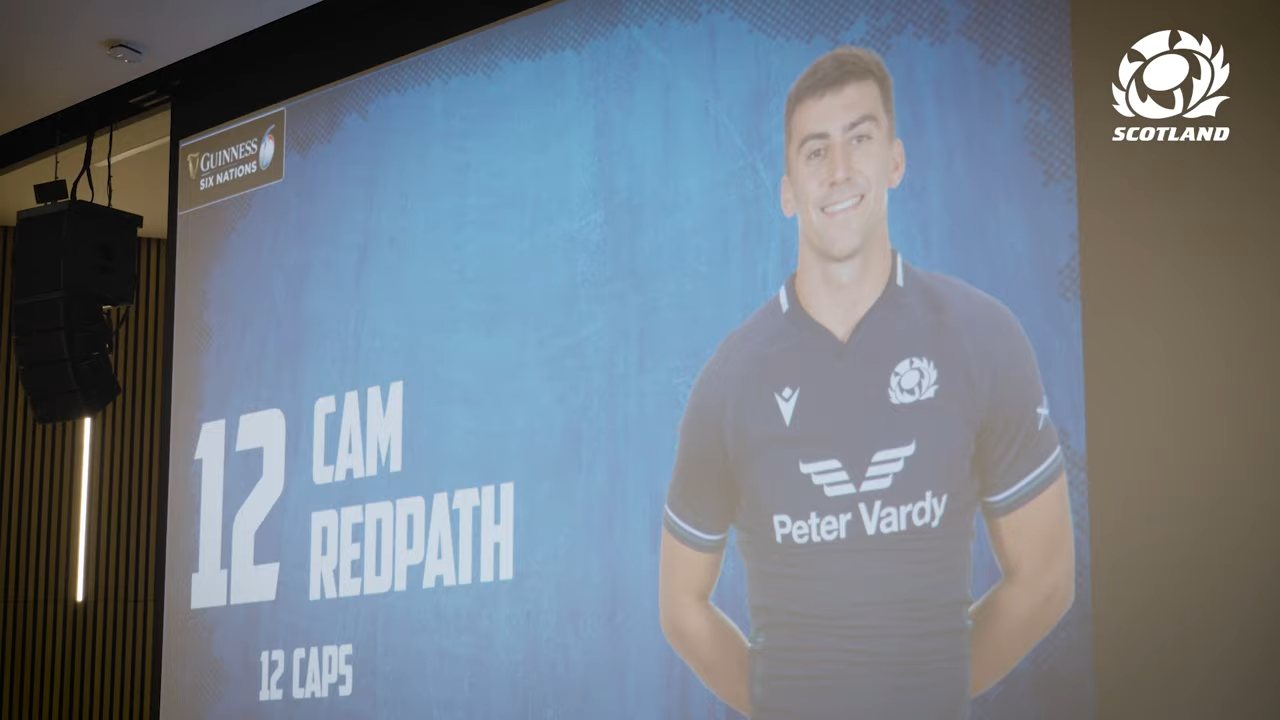 GUINNESS
SIX NATIONS
SCOTLAND
12
CAM
REDPATH
12 CAPS
Peter Vardy